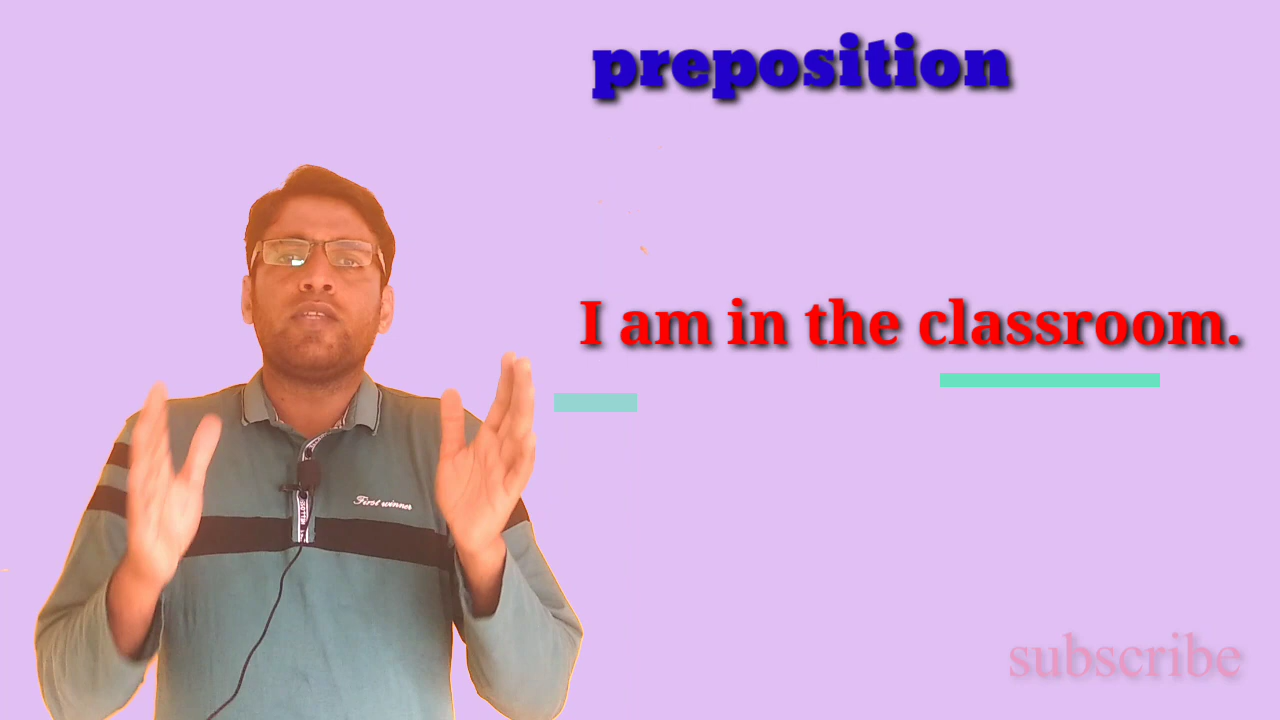 preposition
I am in the classroom.
First winner
subscribe